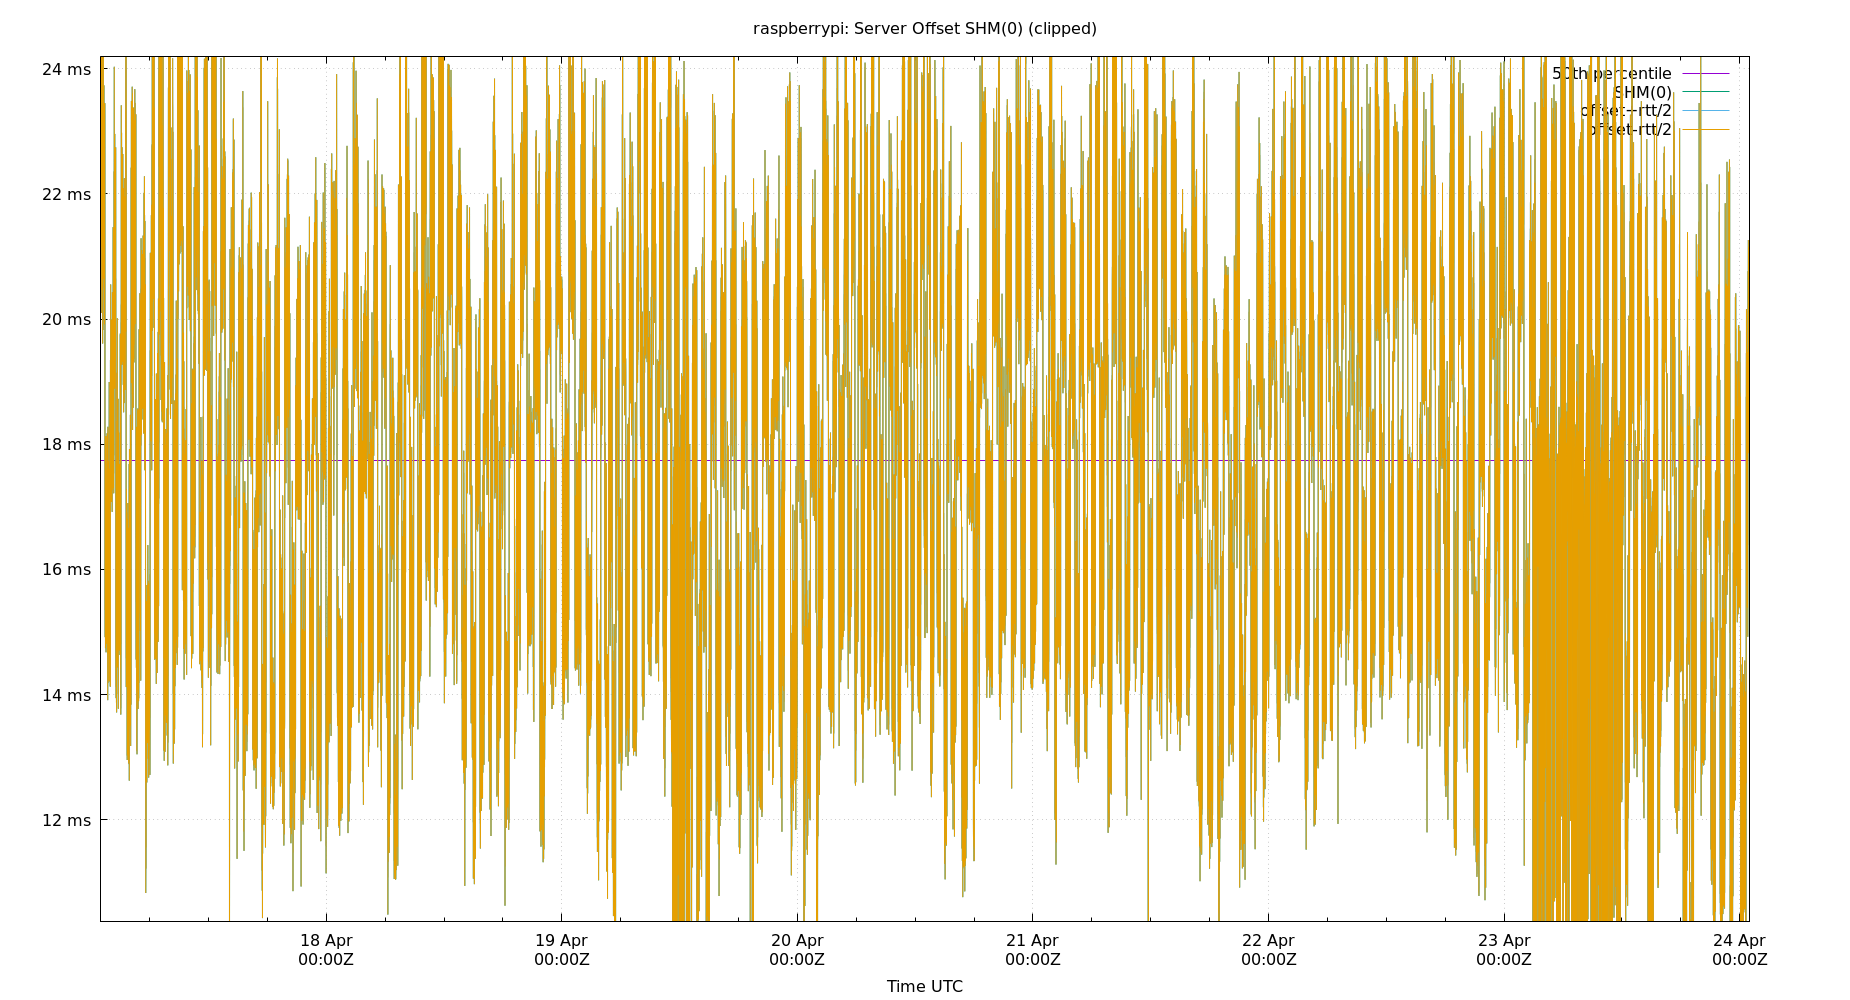 raspberrypi: Server Offset SHM(0) (clipped)
24 ms
22 ms
20 ms
18 ms
16 ms
14 ms
12 ms
50th percentile
SHM(0)
offset+rtt/2
offset-rtt/2
18 Apr
00:00Z
19 Apr
00:00Z
20 Apr
00:00Z
21 Apr
00:00Z
22 Apr
00:00Z
23 Apr
00:00Z
24 Apr
00:00Z
Time UTC